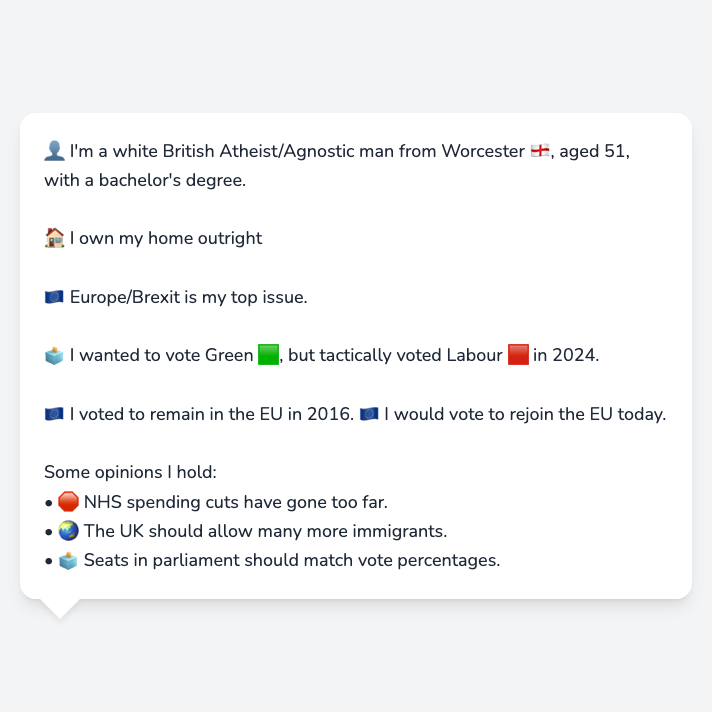 👤 I'm a white British Atheist/Agnostic man from Worcester 🏴󠁧󠁢󠁥󠁮󠁧󠁿, aged 51,
with a bachelor's degree.
🏠 I own my home outright
🇪🇺 Europe/Brexit is my top issue.
🗳️ I wanted to vote Green 🟩, but tactically voted Labour 🟥 in 2024.
🇪🇺 I voted to remain in the EU in 2016. 🇪🇺 I would vote to rejoin the EU today.
Some opinions I hold:
• 🛑 NHS spending cuts have gone too far.
• 🌏 The UK should allow many more immigrants.
• 🗳️ Seats in parliament should match vote percentages.